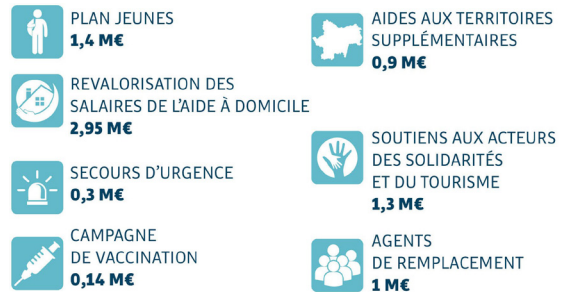 PLAN JEUNES
1,4 M€
REVALORISATION DES
SALAIRES DE L'AIDE À DOMICILE
2,95 M€
SECOURS D'URGENCE
0,3 M€
CAMPAGNE
DE VACCINATION
0,14 M€
AIDES AUX TERRITOIRES
SUPPLÉMENTAIRES
0,9 M€
SOUTIENS AUX ACTEURS
DES SOLIDARITÉS
ET DU TOURISME
1,3 M€
AGENTS
DE REMPLACEMENT
1 M€